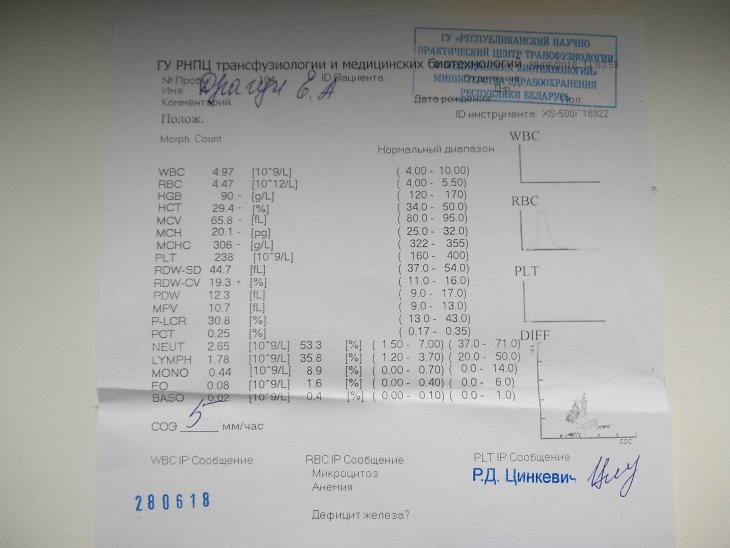 ГУ «РЕСПУБЛИКАНСКИЙ НАУЧНО-
ПРАКТИЧЕСКИЙ ЦЕНТР ТРАНСФУЗИОЛОГИИ
И МЕДИЦИНСКИХ БИОТЕХНОЛОГИЙ»
МИНИСТЕРСТВА ЗДРАВООХРАНЕНИЯ
РЕСПУБЛИКИ БЕЛАРУСЬ
ГУ РНПЦ трансфузиологии и медицинских биотехнологий
№ Пробы: 194 ID Пациента: Отделение
Имя: Драгун Е. А
Комментарий: Дата рождения: Пол:
Полож. ID инструмента: XS-500i^18922
Morph. Count
Нормальный диапазон
WBC
WBC 4.97 [10^9/L] ( 4.00 - 10.00)
RBC 4.47 [10^12/L] ( 4.00 - 5.50)
HGB 90 - [g/L] ( 120 - 170)
HCT 29.4 - [%] ( 34.0 - 50.0)
RBC
MCV 65.8 - [fL] ( 80.0 - 95.0)
MCH 20.1 - [pg] ( 25.0 - 32.0)
MCHC 306 - [g/L] ( 322 - 355)
PLT 238 [10^9/L] ( 160 - 400)
RDW-SD 44.7 [fL] ( 37.0 - 54.0)
PLT
RDW-CV 19.3 + [%] ( 11.0 - 16.0)
PDW 12.3 [fL] ( 9.0 - 17.0)
MPV 10.7 [fL] ( 9.0 - 13.0)
P-LCR 30.8 [%] ( 13.0 - 43.0)
PCT 0.25 [%] ( 0.17 - 0.35)
DIFF
NEUT 2.65 [10^9/L] 53.3 [%] ( 1.50 - 7.00) ( 37.0 - 71.0)
LYMPH 1.78 [10^9/L] 35.8 [%] ( 1.20 - 3.70) ( 20.0 - 50.0)
MONO 0.44 [10^9/L] 8.9 [%] ( 0.00 - 0.70) ( 0.0 - 14.0)
EO 0.08 [10^9/L] 1.6 [%] ( 0.00 - 0.40) ( 0.0 - 6.0)
BASO 0.02 [10^9/L] 0.4 [%] ( 0.00 - 0.10) ( 0.0 - 1.0)
SSC
СОЭ 5 мм/час
WBC IP Сообщение RBC IP Сообщение PLT IP Сообщение
Микроцитоз
Анемия
Р.Д. Цинкевич
280618
Дефицит железа?